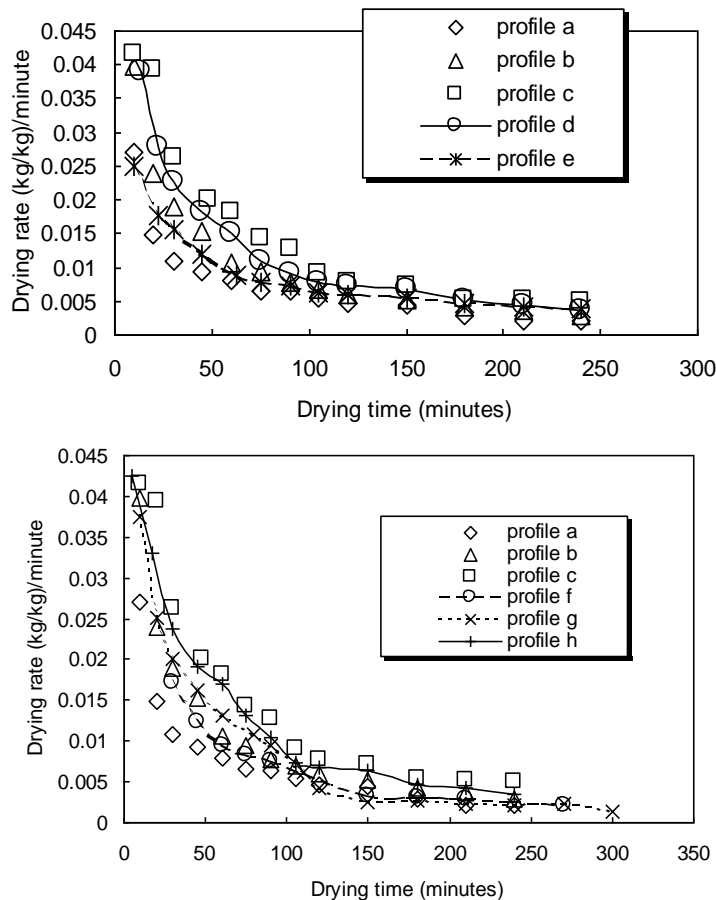 0.045
0.04
0.035
0.03
0.025
0.02
0.015
0.01
0.005
0
Drying rate (kg/kg)/minute
profile a
profile b
profile c
profile d
profile e
0 50 100 150 200 250 300
Drying time (minutes)
0.045
0.04
0.035
0.03
0.025
0.02
0.015
0.01
0.005
0
Drying rate (kg/kg)/minute
profile a
profile b
profile c
profile f
profile g
profile h
0 50 100 150 200 250 300 350
Drying time (minutes)